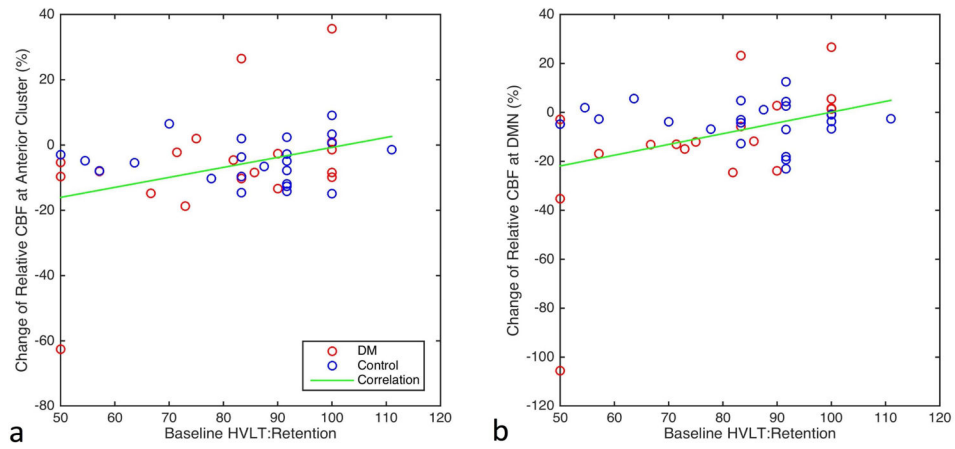 40
20
0
-20
-40
-60
-80
50 60 70 80 90 100 110 120
Change of Relative CBF at Anterior Cluster (%)
Baseline HVLT:Retention
DM
Control
Correlation
a
40
20
0
-20
-40
-60
-80
-100
-120
50 60 70 80 90 100 110 120
Change of Relative CBF at DMN (%)
Baseline HVLT:Retention
b